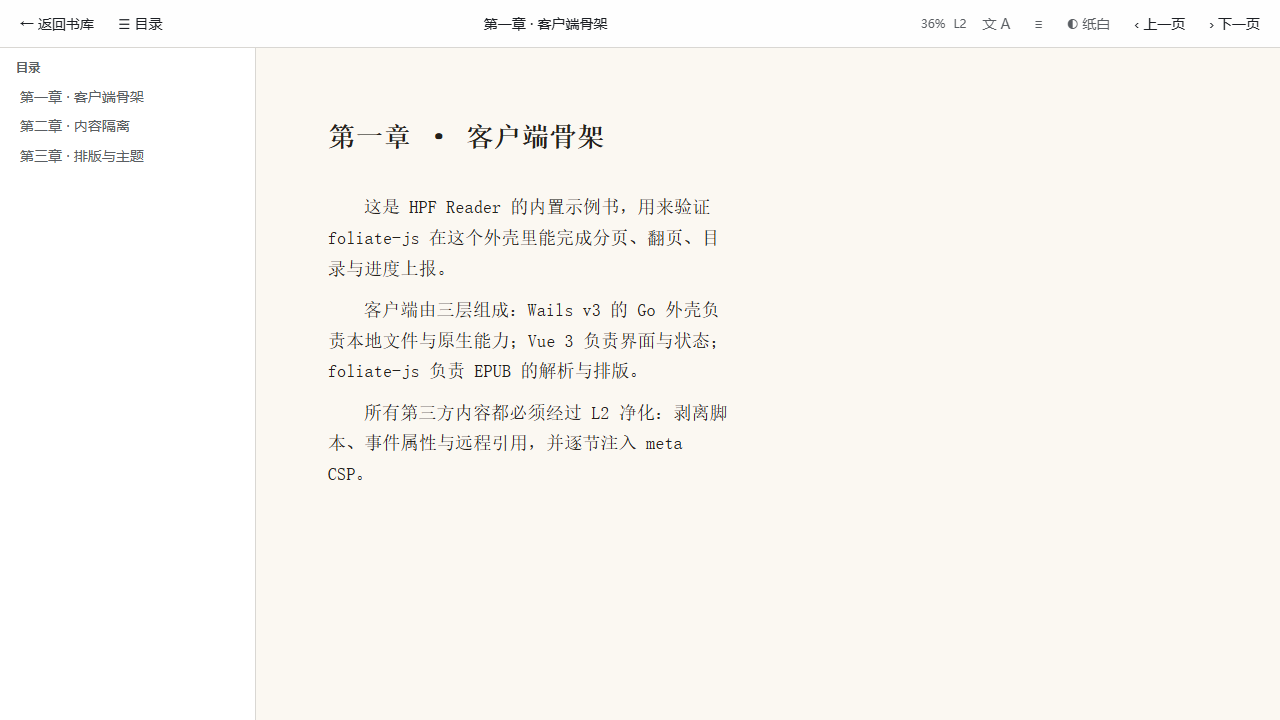 ← 返回书库 ☰ 目录 第一章 · 客户端骨架 36% L2 文 A ≡ ◐ 纸白 ‹ 上一页 › 下一页
目录
第一章 · 客户端骨架
第二章 · 内容隔离
第三章 · 排版与主题
第一章 · 客户端骨架
这是 HPF Reader 的内置示例书，用来验证
foliate-js 在这个外壳里能完成分页、翻页、目
录与进度上报。
客户端由三层组成：Wails v3 的 Go 外壳负
责本地文件与原生能力；Vue 3 负责界面与状态；
foliate-js 负责 EPUB 的解析与排版。
所有第三方内容都必须经过 L2 净化：剥离脚
本、事件属性与远程引用，并逐节注入 meta
CSP。